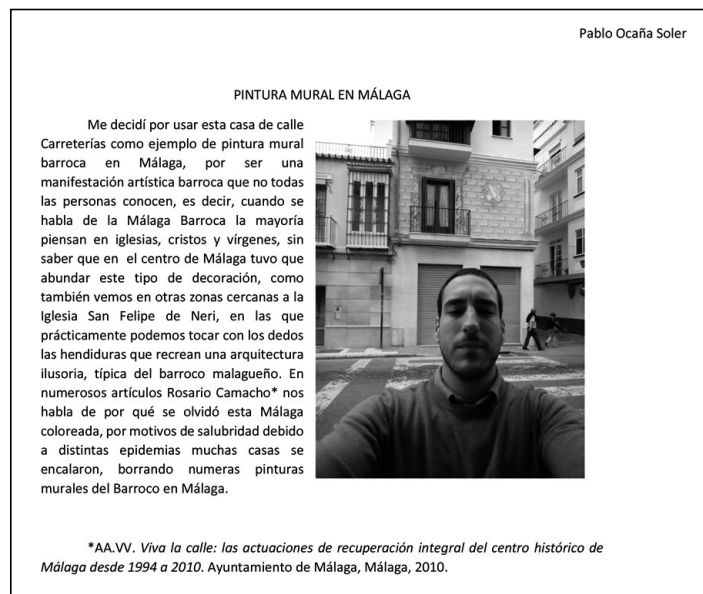 Pablo Ocaña Soler
PINTURA MURAL EN MÁLAGA
Me decidí por usar esta casa de calle
Carreterías como ejemplo de pintura mural
barroca en Málaga, por ser una
manifestación artística barroca que no todas
las personas conocen, es decir, cuando se
habla de la Málaga Barroca la mayoría
piensan en iglesias, cristos y vírgenes, sin
saber que en el centro de Málaga tuvo que
abundar este tipo de decoración, como
también vemos en otras zonas cercanas a la
Iglesia San Felipe de Neri, en las que
prácticamente podemos tocar con los dedos
las hendiduras que recrean una arquitectura
ilusoria, típica del barroco malagueño. En
numerosos artículos Rosario Camacho* nos
habla de por qué se olvidó esta Málaga
coloreada, por motivos de salubridad debido
a distintas epidemias muchas casas se
encalaron, borrando numeras pinturas
murales del Barroco en Málaga.
*AA.VV. Viva la calle: las actuaciones de recuperación integral del centro histórico de
Málaga desde 1994 a 2010. Ayuntamiento de Málaga, Málaga, 2010.